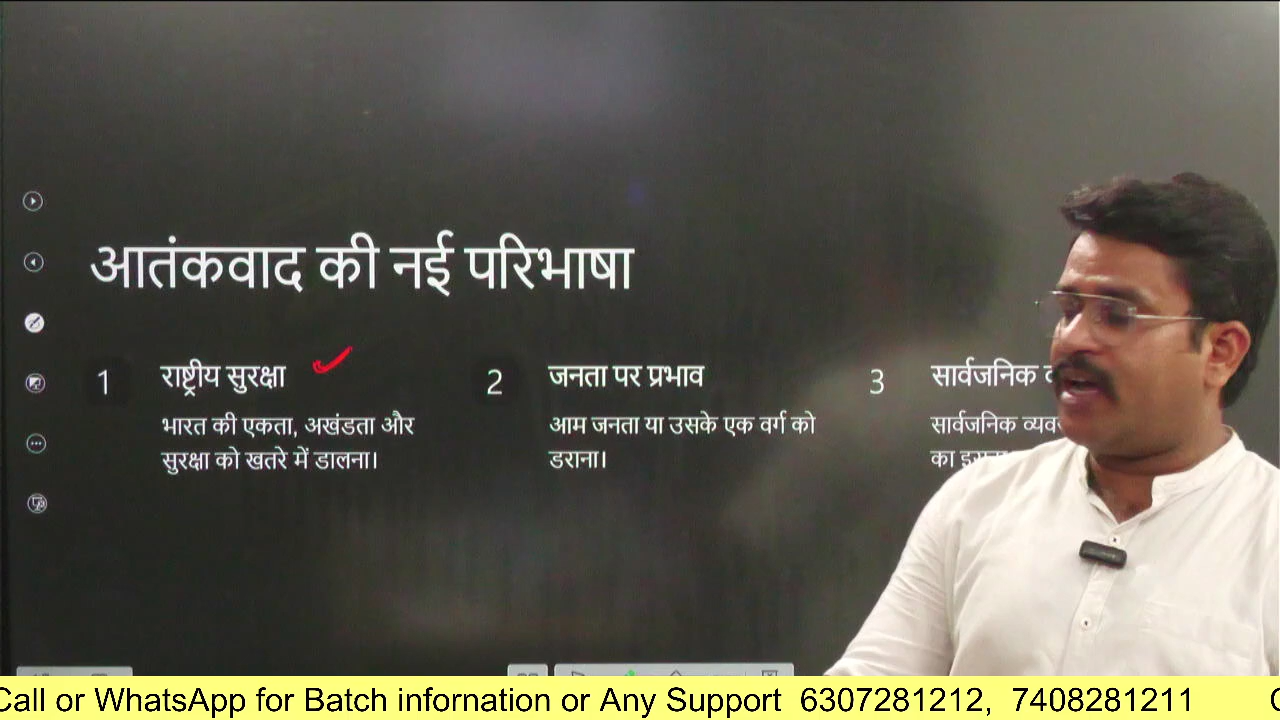 आतंकवाद की नई परिभाषा
1 राष्ट्रीय सुरक्षा
भारत की एकता, अखंडता और
सुरक्षा को खतरे में डालना।
2 जनता पर प्रभाव
आम जनता या उसके एक वर्ग को
डराना।
3 सार्वजनिक
सार्वजनिक
का
Call or WhatsApp for Batch infornation or Any Support 6307281212, 7408281211